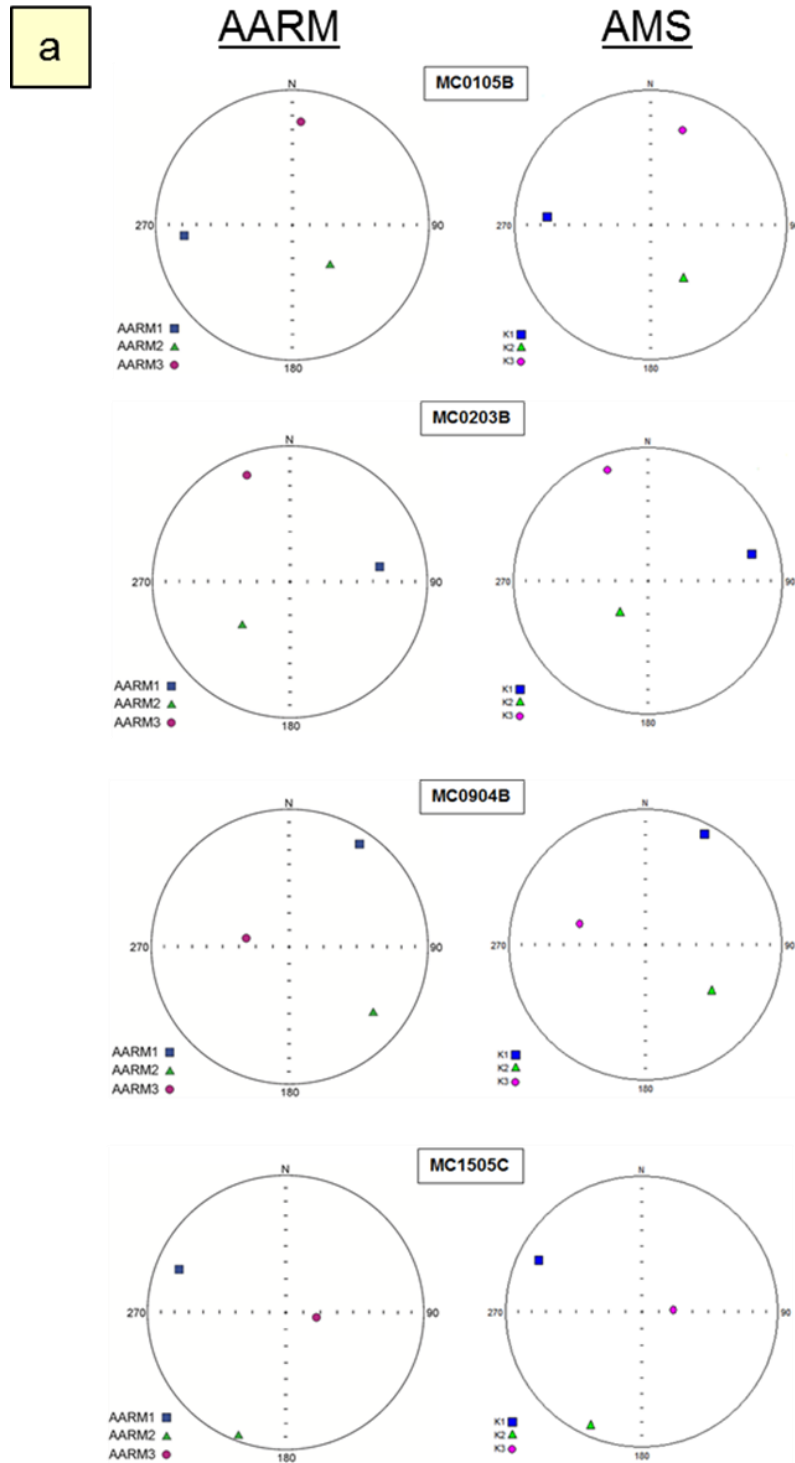 a
AARM AMS
MC0105B
N
270 90
180
AARM1
AARM2
AARM3
270
180
K1
K2
K3
MC0203B
N N
270 90 270 90
180 180
AARM1
AARM2
AARM3
K1
K2
K3
MC0904B
N N
270 90 270 90
180 180
AARM1
AARM2
AARM3
K1
K2
K3
MC1505C
N N
270 90 270 90
180 180
AARM1
AARM2
AARM3
K1
K2
K3